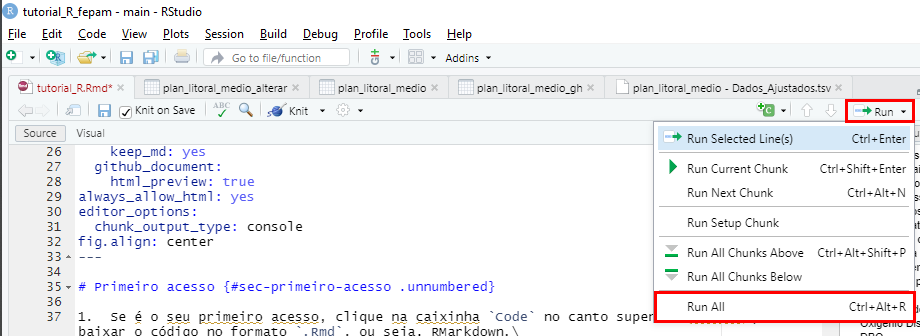 tutorial_R_fepam - main - RStudio
File Edit Code View Plots Session Build Debug Profile Tools Help
Go to file/function Addins
tutorial_R.Rmd* plan_litoral_medio_alterar plan_litoral_medio plan_litoral_medio_gh plan_litoral_medio - Dados_Ajustados.tsv
Knit on Save ABC Knit Run
Source Visual
26 keep_md: yes
27 github_document:
28 html_preview: true
29 always_allow_html: yes
30 editor_options:
31 chunk_output_type: console
32 fig.align: center
33 ---
34
35 # Primeiro acesso {#sec-primeiro-acesso .unnumbered}
36
37 1. Se é o seu primeiro acesso, clique na caixinha `Code` no canto super
baixar o código no formato `.Rmd`, ou seja, RMarkdown.\
Run Selected Line(s) Ctrl+Enter
Run Current Chunk Ctrl+Shift+Enter
Run Next Chunk Ctrl+Alt+N
Run Setup Chunk
Run All Chunks Above Ctrl+Alt+Shift+P
Run All Chunks Below
Run All Ctrl+Alt+R